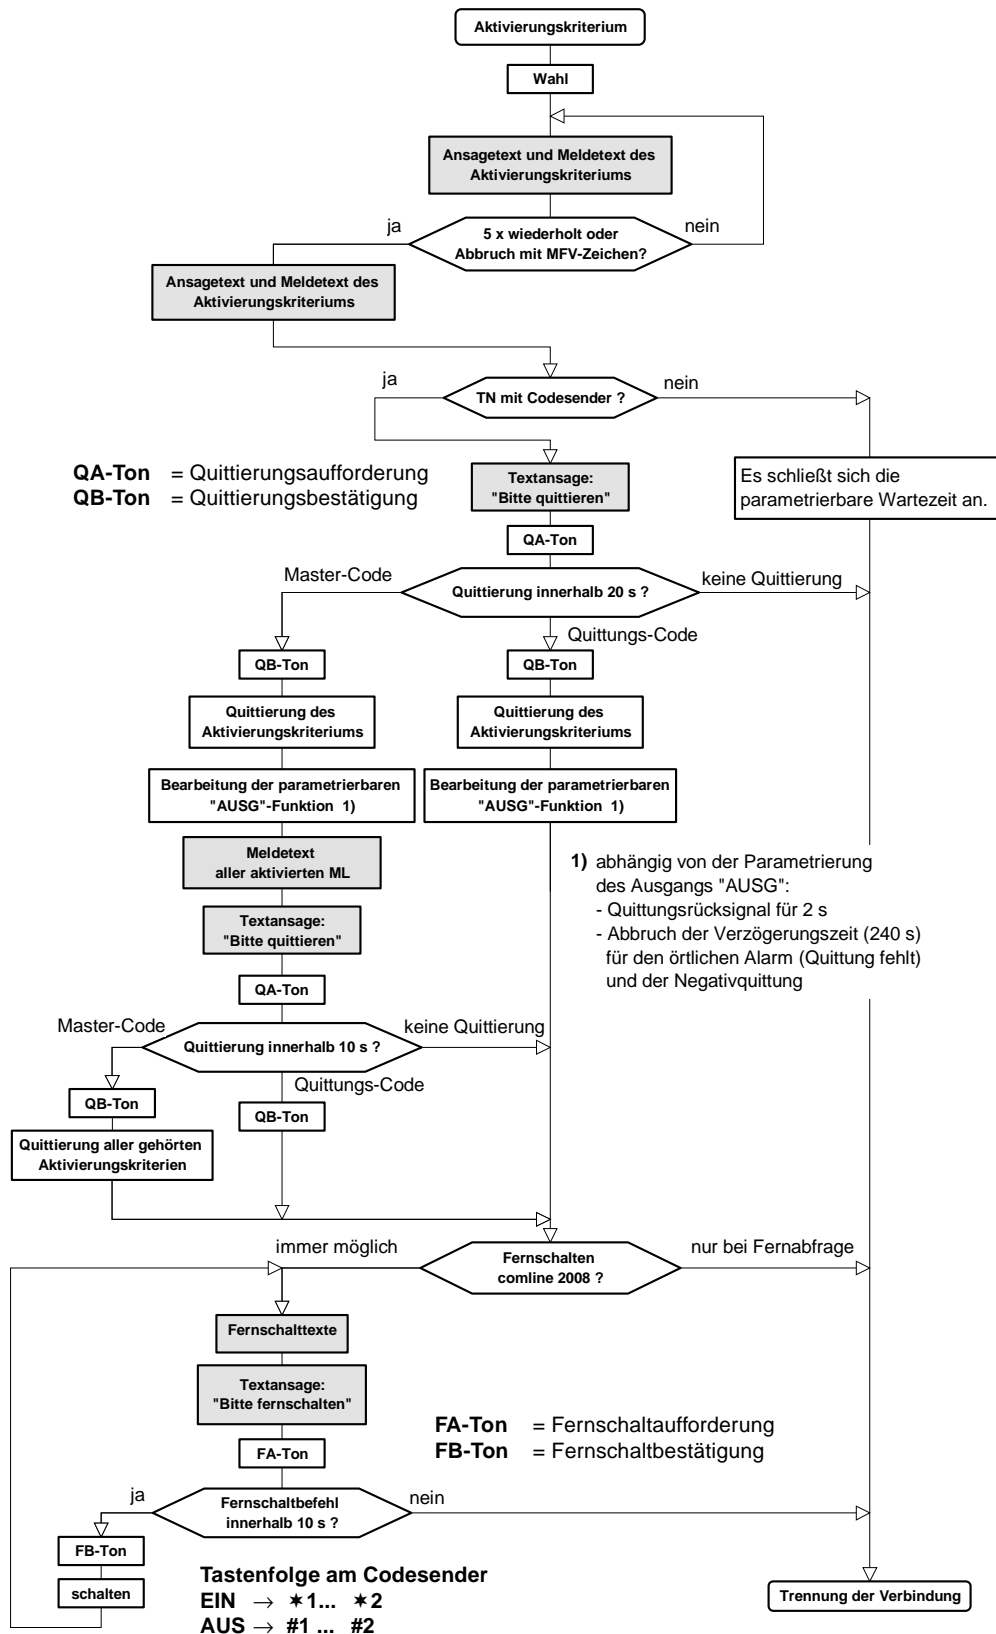 Aktivierungskriterium
Wahl
Ansagetext und Meldetext des
Aktivierungskriteriums
ja
5 x wiederholt oder
Abbruch mit MFV-Zeichen?
nein
Ansagetext und Meldetext des
Aktivierungskriteriums
ja
TN mit Codesender ?
nein
QA-Ton = Quittierungsaufforderung
QB-Ton = Quittierungsbestätigung
Textansage:
"Bitte quittieren"
Es schließt sich die
parametrierbare Wartezeit an.
QA-Ton
Master-Code
Quittierung innerhalb 20 s ?
keine Quittierung
Quittungs-Code
QB-Ton
QB-Ton
Quittierung des
Aktivierungskriteriums
Quittierung des
Aktivierungskriteriums
Bearbeitung der parametrierbaren
"AUSG"-Funktion 1)
Bearbeitung der parametrierbaren
"AUSG"-Funktion 1)
Meldetext
aller aktivierten ML
1) abhängig von der Parametrierung
des Ausgangs "AUSG":
- Quittungsrücksignal für 2 s
- Abbruch der Verzögerungszeit (240 s)
für den örtlichen Alarm (Quittung fehlt)
und der Negativquittung
Textansage:
"Bitte quittieren"
QA-Ton
Master-Code
Quittierung innerhalb 10 s ?
keine Quittierung
Quittungs-Code
QB-Ton
QB-Ton
Quittierung aller gehörten
Aktivierungskriterien
immer möglich
Fernschalten
comline 2008 ?
nur bei Fernabfrage
Fernschalttexte
Textansage:
"Bitte fernschalten"
FA-Ton = Fernschaltaufforderung
FB-Ton = Fernschaltbestätigung
FA-Ton
ja
Fernschaltbefehl
innerhalb 10 s ?
nein
FB-Ton
schalten
Tastenfolge am Codesender
EIN → ✶1... ✶2
AUS → #1 ... #2
Trennung der Verbindung